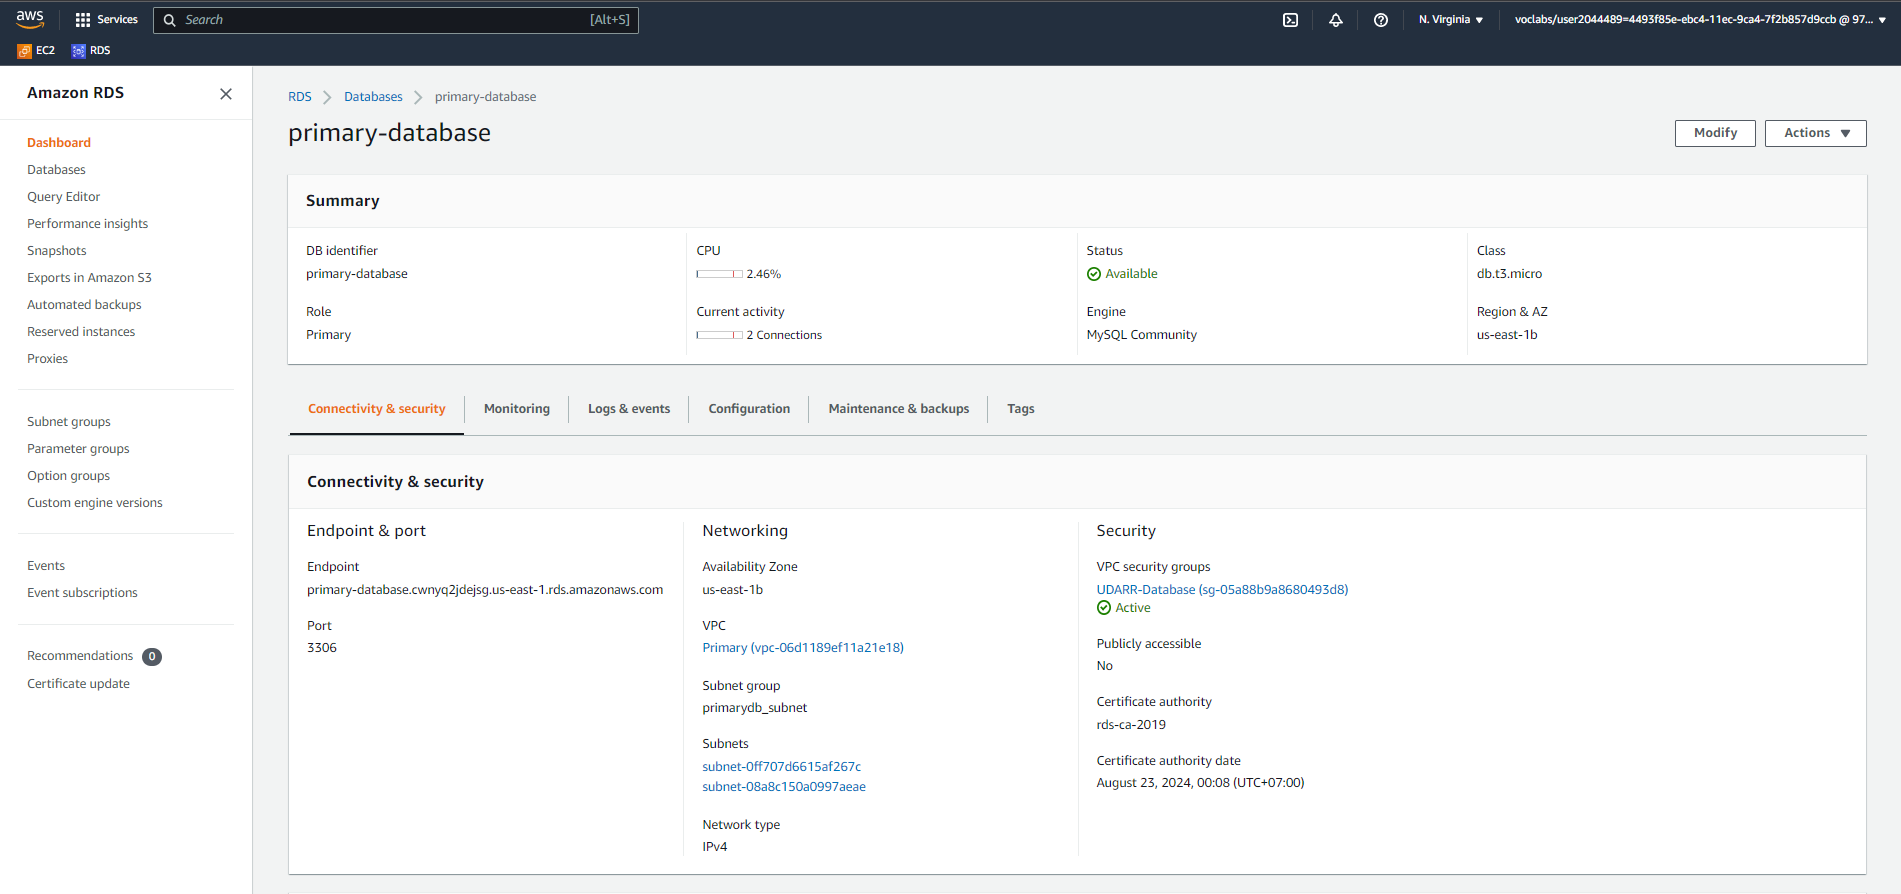 aws
Services
Search
[Alt+S]
N. Virginia
voclabs/user2044489=4493f85e-ebc4-11ec-9ca4-7f2b857d9ccb @ 97...
EC2
RDS
Amazon RDS
Dashboard
Databases
Query Editor
Performance insights
Snapshots
Exports in Amazon S3
Automated backups
Reserved instances
Proxies
Subnet groups
Parameter groups
Option groups
Custom engine versions
Events
Event subscriptions
Recommendations 0
Certificate update
RDS
Databases
primary-database
primary-database
Modify
Actions
Summary
DB identifier
primary-database
Role
Primary
CPU
2.46%
Current activity
2 Connections
Status
Available
Engine
MySQL Community
Class
db.t3.micro
Region & AZ
us-east-1b
Connectivity & security
Monitoring
Logs & events
Configuration
Maintenance & backups
Tags
Connectivity & security
Endpoint & port
Endpoint
primary-database.cwnyq2jdejsg.us-east-1.rds.amazonaws.com
Port
3306
Networking
Availability Zone
us-east-1b
VPC
Primary (vpc-06d1189ef11a21e18)
Subnet group
primarydb_subnet
Subnets
subnet-0ff707d6615af267c
subnet-08a8c150a0997aeae
Network type
IPv4
Security
VPC security groups
UDARR-Database (sg-05a88b9a8680493d8)
Active
Publicly accessible
No
Certificate authority
rds-ca-2019
Certificate authority date
August 23, 2024, 00:08 (UTC+07:00)